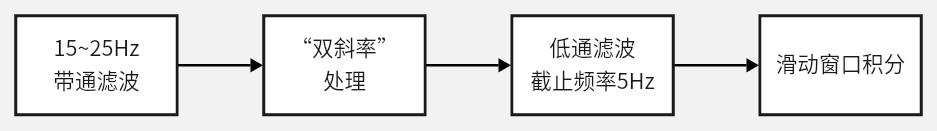 15~25Hz
带通滤波
“双斜率”
处理
低通滤波
截止频率5Hz
滑动窗口积分